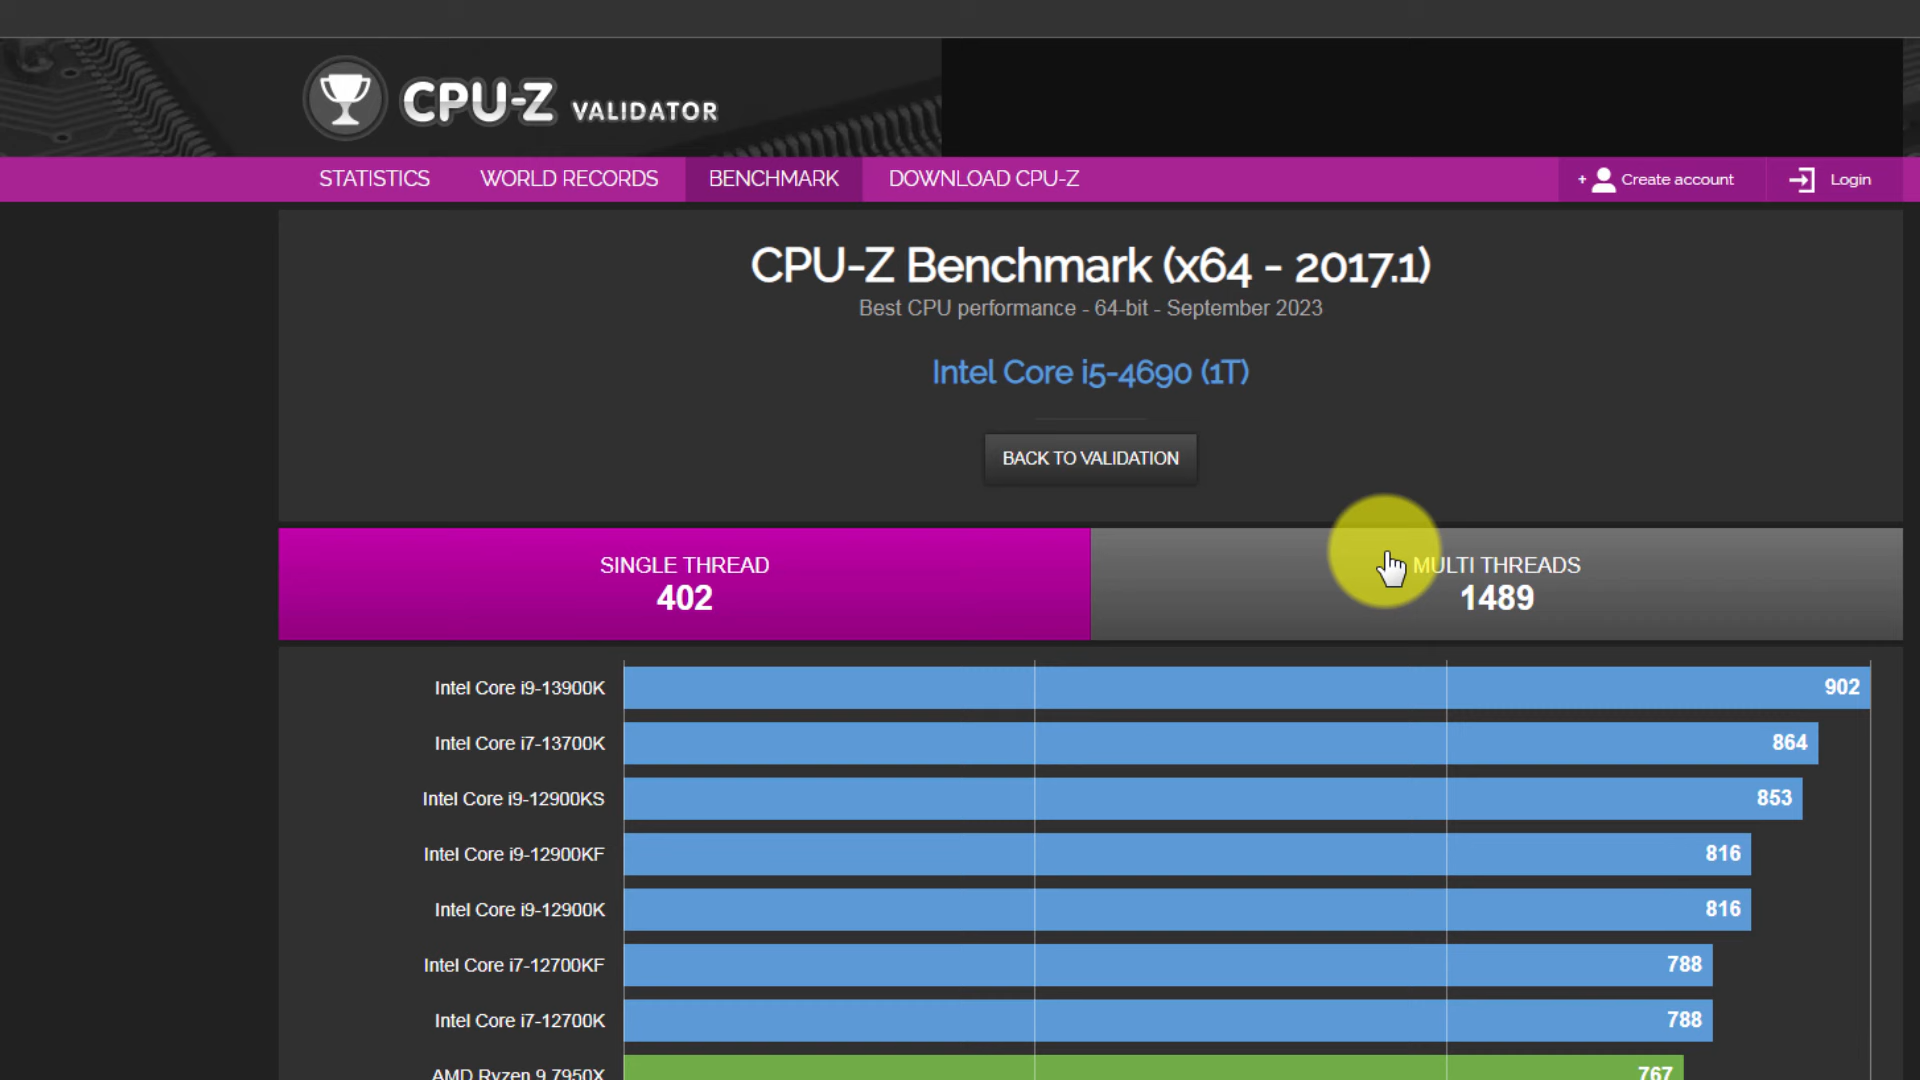 CPU-Z VALIDATOR
STATISTICS WORLD RECORDS BENCHMARK DOWNLOAD CPU-Z + Create account Login
CPU-Z Benchmark (x64 - 2017.1)
Best CPU performance - 64-bit - September 2023
Intel Core i5-4690 (1T)
BACK TO VALIDATION
SINGLE THREAD
402
MULTI THREADS
1489
Intel Core i9-13900K 902
Intel Core i7-13700K 864
Intel Core i9-12900KS 853
Intel Core i9-12900KF 816
Intel Core i9-12900K 816
Intel Core i7-12700KF 788
Intel Core i7-12700K 788
AMD Ryzen 9 7950X 767